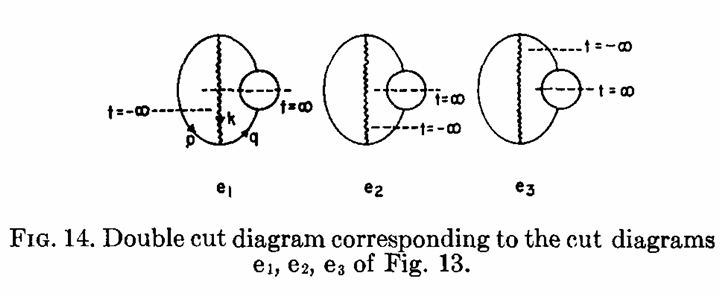 t=-∞
t=∞
t=-∞
k
t=∞
t=∞
p
q
t=-∞
e1
e2
e3
FIG. 14. Double cut diagram corresponding to the cut diagrams
e1, e2, e3 of Fig. 13.